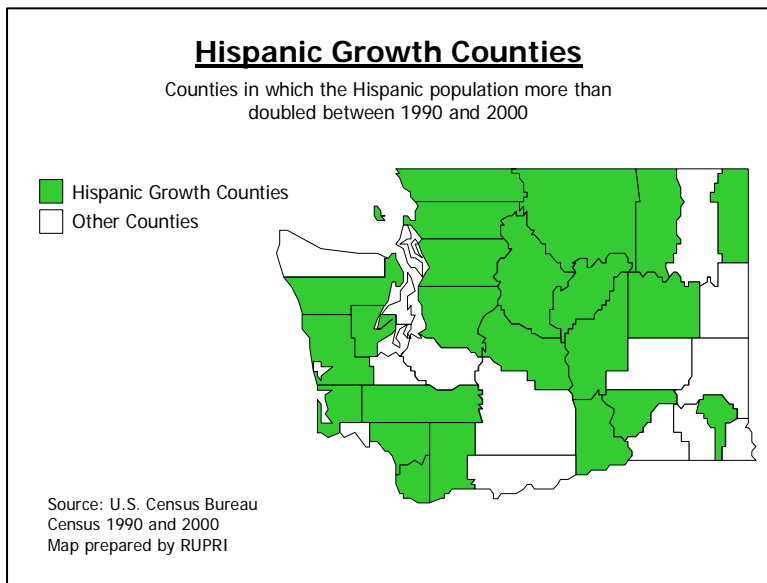 Hispanic Growth Counties
Counties in which the Hispanic population more than
doubled between 1990 and 2000
Hispanic Growth Counties
Other Counties
Source: U.S. Census Bureau
Census 1990 and 2000
Map prepared by RUPRI